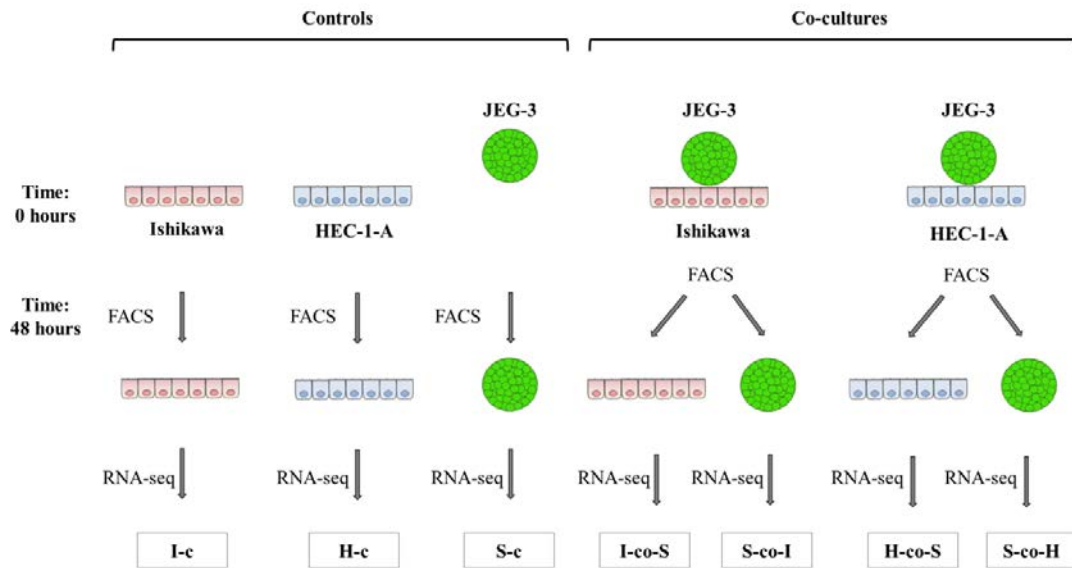 Controls
Co-cultures
JEG-3
JEG-3
JEG-3
Time:
0 hours
Ishikawa
HEC-1-A
Ishikawa
HEC-1-A
Time:
48 hours
FACS
FACS
FACS
FACS
FACS
RNA-seq
RNA-seq
RNA-seq
RNA-seq
RNA-seq
RNA-seq
RNA-seq
I-c
H-c
S-c
I-co-S
S-co-I
H-co-S
S-co-H